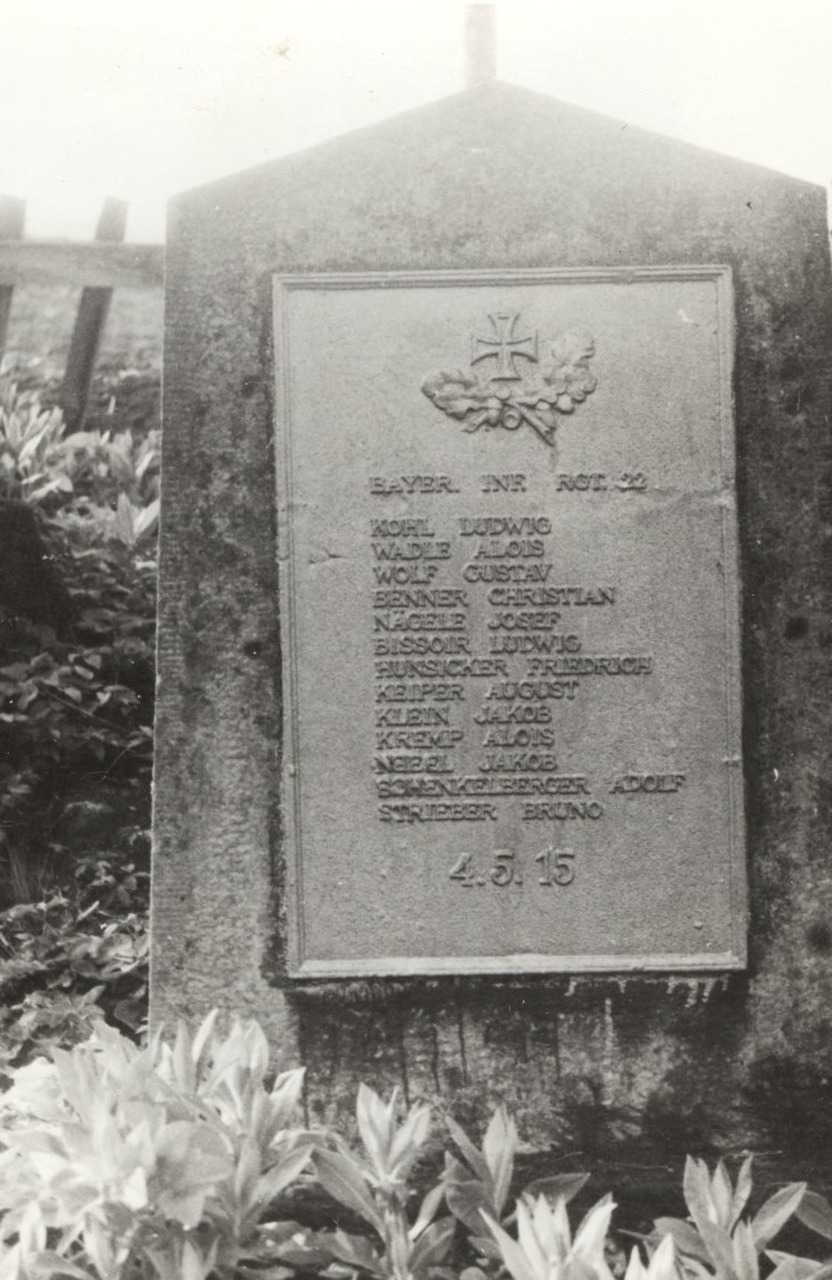 BAYER. INF. RGT. 22
KOHL LUDWIG
WADLE ALOIS
WOLF GUSTAV
BENNER CHRISTIAN
NÄGELE JOSEF
BISSOIR LUDWIG
HUNSICKER FRIEDRICH
KEIPER AUGUST
KLEIN JAKOB
KREMP ALOIS
JAKOB
SCHENKELBERGER ADOLF
STRIEBER BRUNO
4.5.15